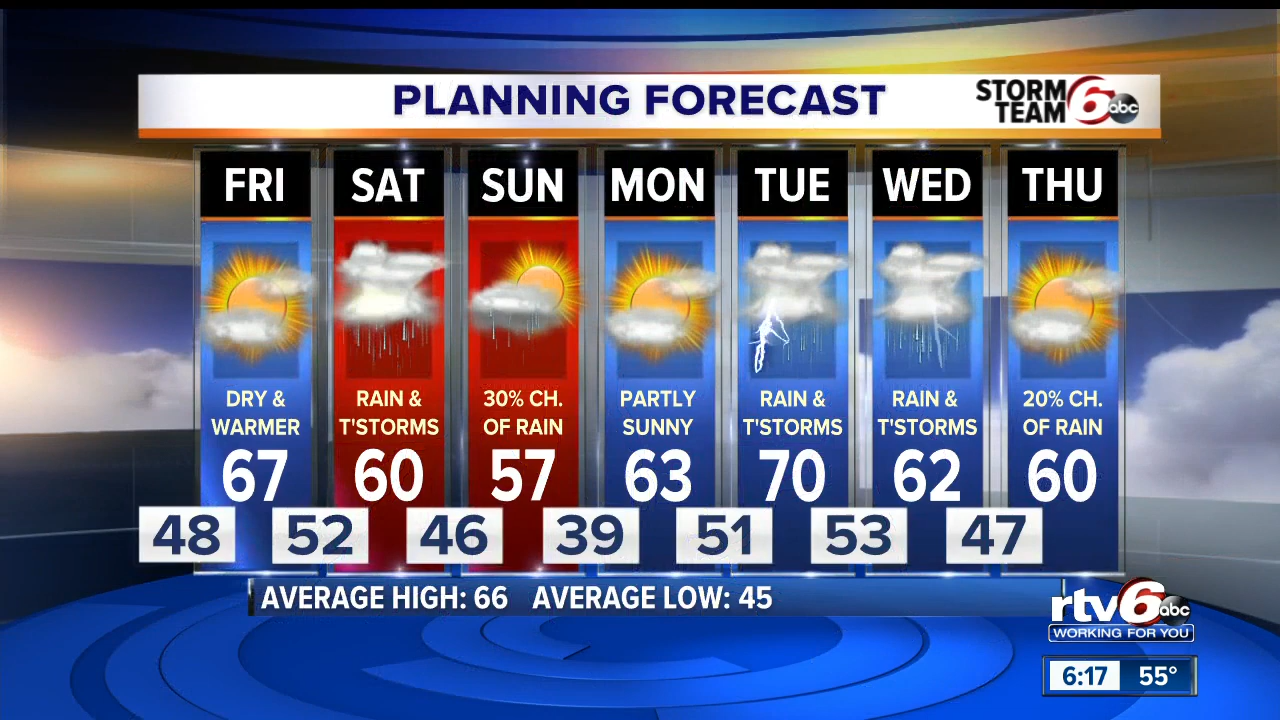 PLANNING FORECAST
STORM
TEAM 6 abc
FRI SAT SUN MON TUE WED THU
DRY & RAIN & 30% CH. PARTLY RAIN & RAIN & 20% CH.
WARMER T'STORMS OF RAIN SUNNY T'STORMS T'STORMS OF RAIN
67 60 57 63 70 62 60
48 52 46 39 51 53 47
AVERAGE HIGH: 66 AVERAGE LOW: 45
rtv6 abc
WORKING FOR YOU
6:17 55°